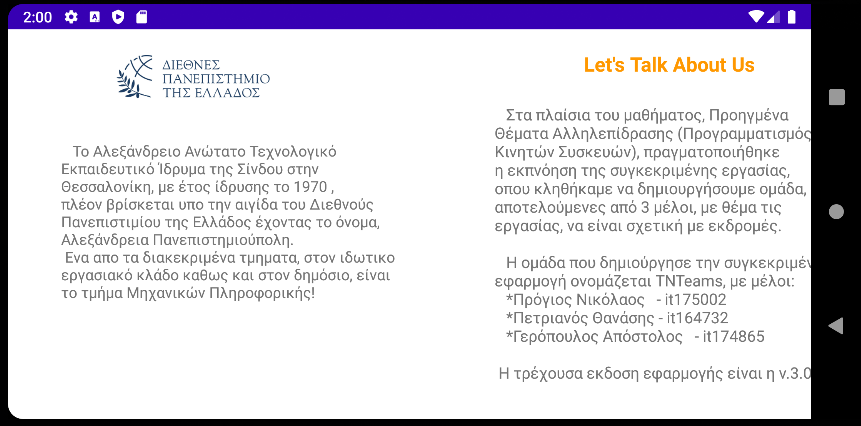 2:00
ΔΙΕΘΝΕΣ
ΠΑΝΕΠΙΣΤΗΜΙΟ
ΤΗΣ ΕΛΛΑΔΟΣ
Το Αλεξάνδρειο Ανώτατο Τεχνολογικό
Εκπαιδευτικό Ίδρυμα της Σίνδου στην
Θεσσαλονίκη, με έτος ίδρυσης το 1970 ,
πλέον βρίσκεται υπο την αιγίδα του Διεθνούς
Πανεπιστιμίου της Ελλάδος έχοντας το όνομα,
Αλεξάνδρεια Πανεπιστημιούπολη.
Ενα απο τα διακεκριμένα τμηματα, στον ιδωτικο
εργασιακό κλάδο καθως και στον δημόσιο, είναι
το τμήμα Μηχανικών Πληροφορικής!
Let's Talk About Us
Στα πλαίσια του μαθήματος, Προηγμένα
Θέματα Αλληλεπίδρασης (Προγραμματισμός
Κινητών Συσκευών), πραγματοποιήθηκε
η εκπνόηση της συγκεκριμένης εργασίας,
οπου κληθήκαμε να δημιουργήσουμε ομάδα,
αποτελούμενες από 3 μέλοι, με θέμα τις
εργασίας, να είναι σχετική με εκδρομές.
Η ομάδα που δημιούργησε την συγκεκριμέν
εφαρμογή ονομάζεται TNTeams, με μέλοι:
*Πρόγιος Νικόλαος - it175002
*Πετριανός Θανάσης - it164732
*Γερόπουλος Απόστολος - it174865
Η τρέχουσα εκδοση εφαρμογής είναι η v.3.0